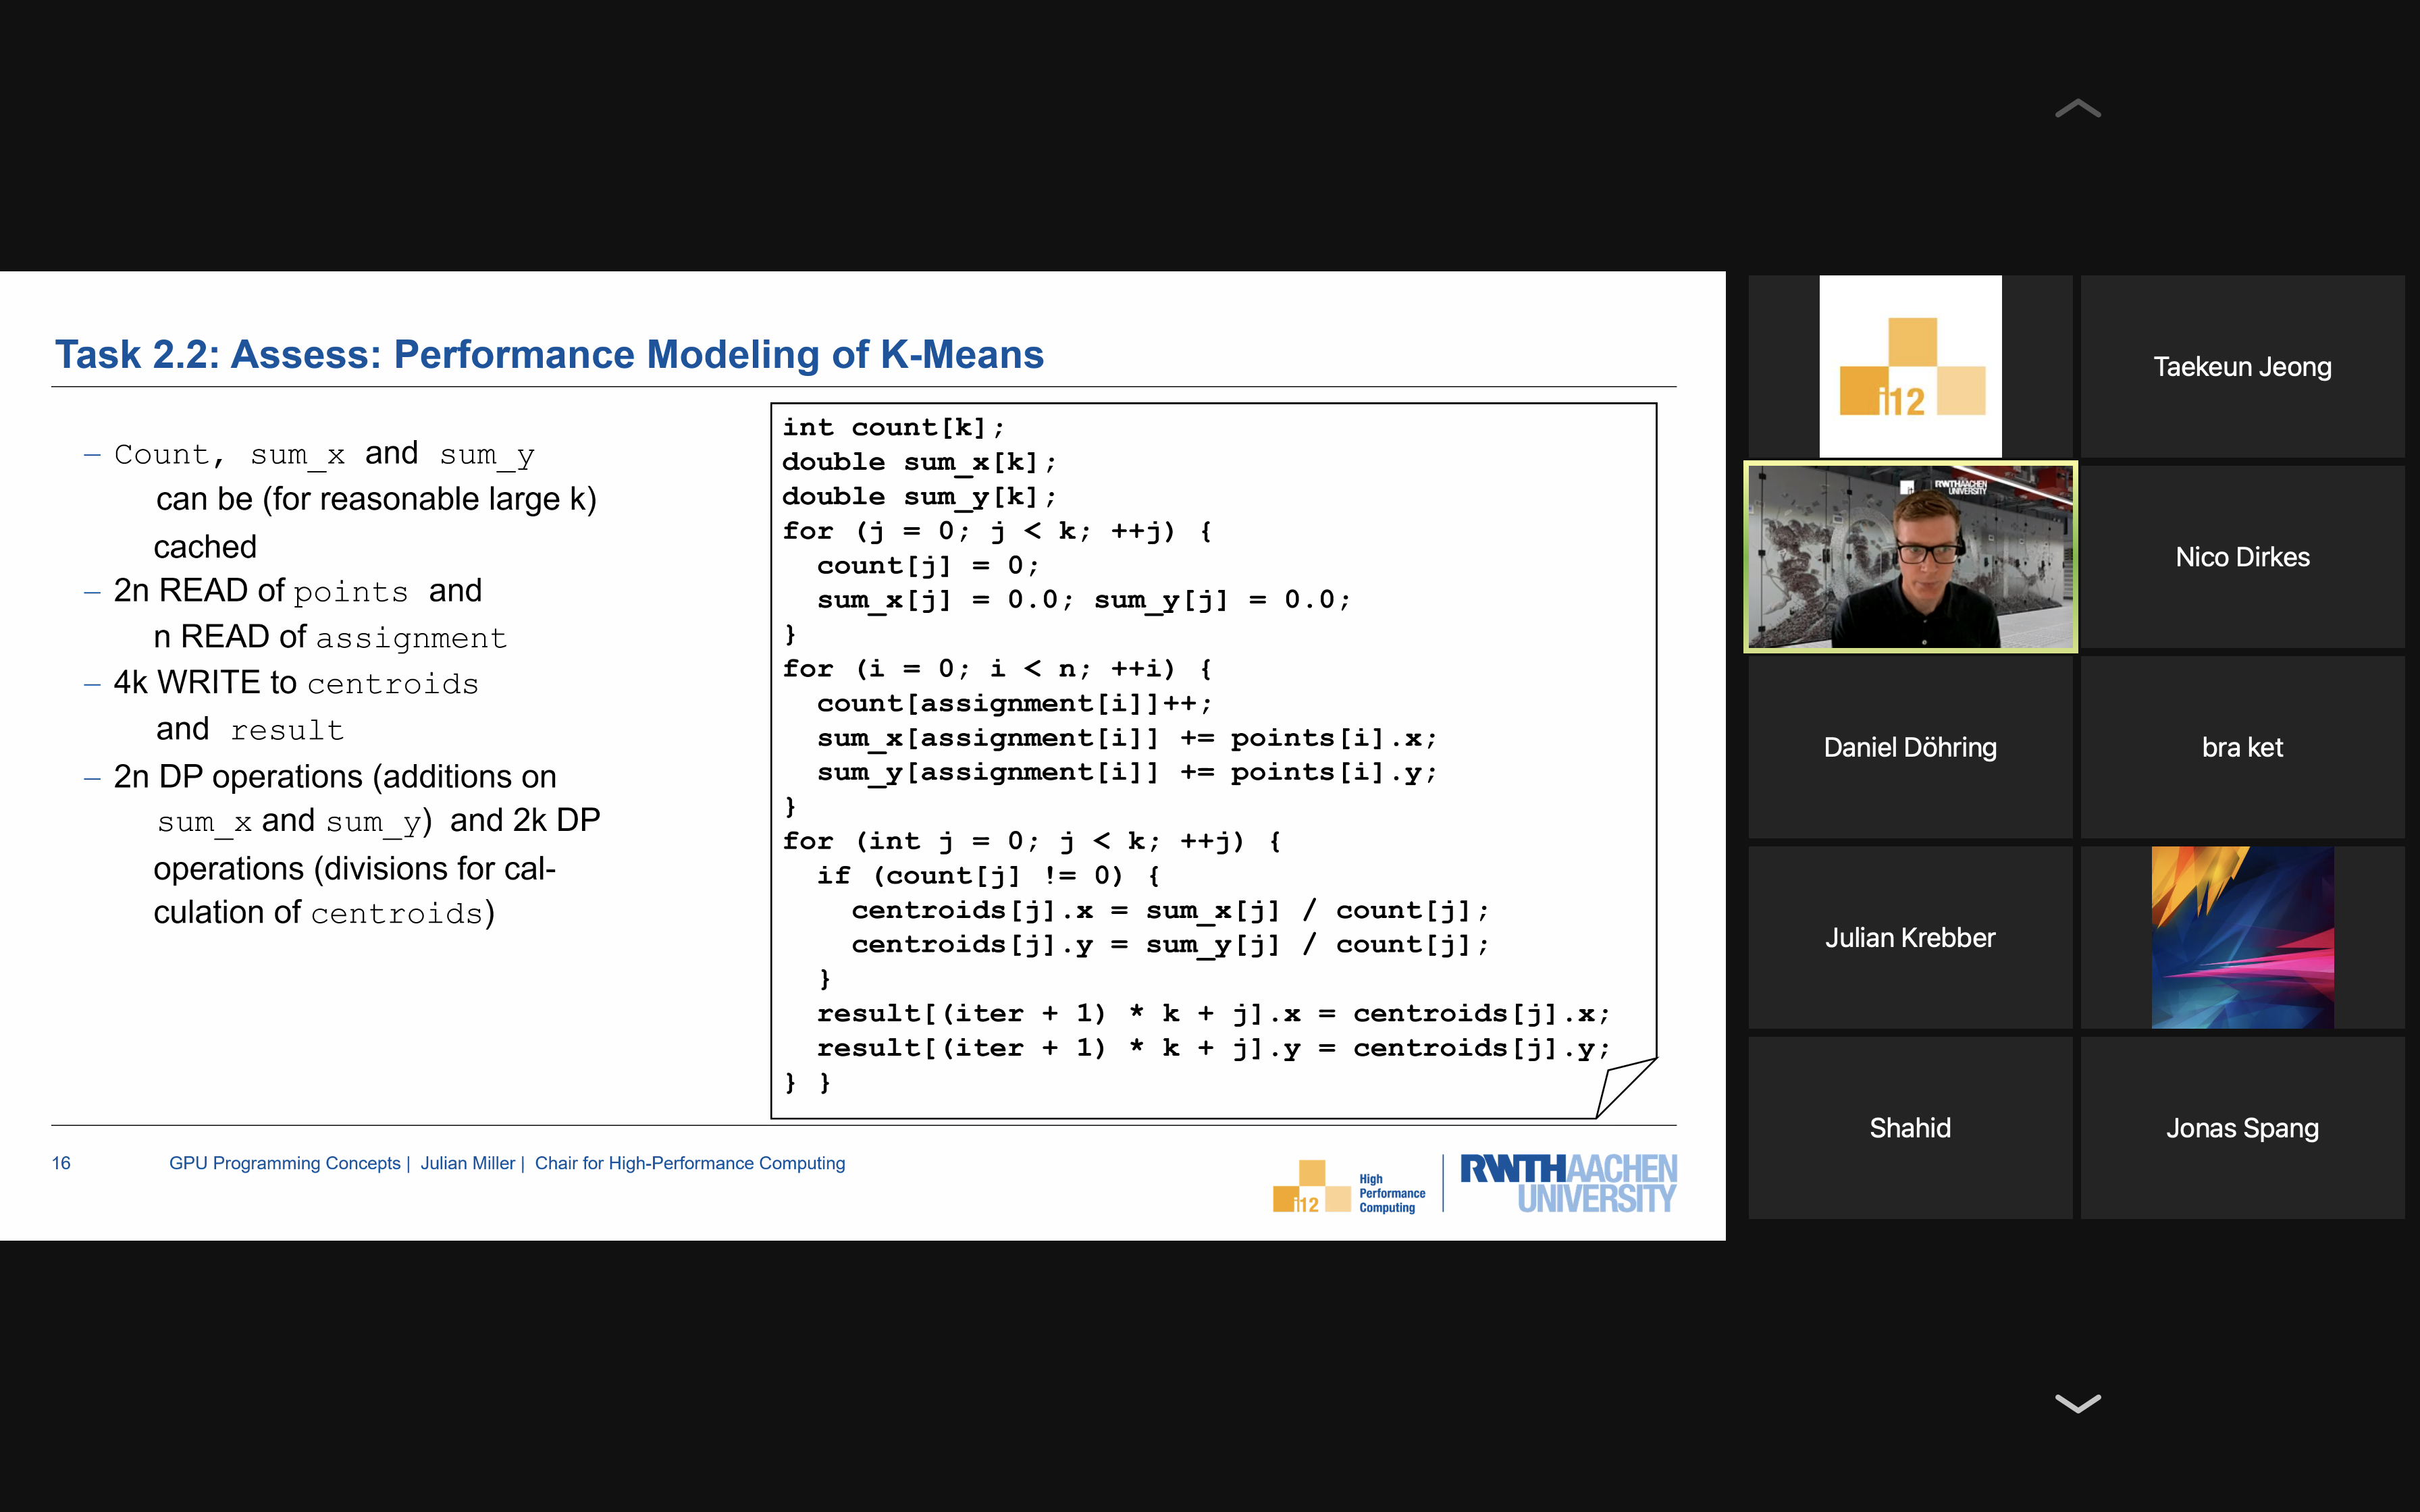 Task 2.2: Assess: Performance Modeling of K-Means
– Count, sum_x and sum_y
can be (for reasonable large k)
cached
– 2n READ of points and
n READ of assignment
– 4k WRITE to centroids
and result
– 2n DP operations (additions on
sum_x and sum_y) and 2k DP
operations (divisions for cal-
culation of centroids)
int count[k];
double sum_x[k];
double sum_y[k];
for (j = 0; j < k; ++j) {
  count[j] = 0;
  sum_x[j] = 0.0; sum_y[j] = 0.0;
}
for (i = 0; i < n; ++i) {
  count[assignment[i]]++;
  sum_x[assignment[i]] += points[i].x;
  sum_y[assignment[i]] += points[i].y;
}
for (int j = 0; j < k; ++j) {
  if (count[j] != 0) {
    centroids[j].x = sum_x[j] / count[j];
    centroids[j].y = sum_y[j] / count[j];
  }
  result[(iter + 1) * k + j].x = centroids[j].x;
  result[(iter + 1) * k + j].y = centroids[j].y;
} }
16
GPU Programming Concepts | Julian Miller | Chair for High-Performance Computing
i12
High
Performance
Computing
RWTHAACHEN
UNIVERSITY
i12
Taekeun Jeong
RWTHAACHEN
UNIVERSITY
Nico Dirkes
Daniel Döhring
bra ket
Julian Krebber
Shahid
Jonas Spang